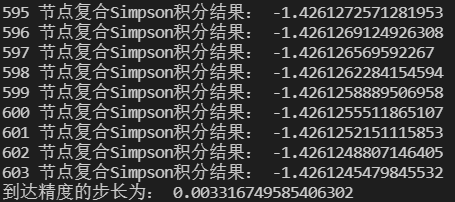 595 节点复合Simpson积分结果： -1.4261272571281953
596 节点复合Simpson积分结果： -1.4261269124926308
597 节点复合Simpson积分结果： -1.426126569592267
598 节点复合Simpson积分结果： -1.4261262284154594
599 节点复合Simpson积分结果： -1.4261258889506958
600 节点复合Simpson积分结果： -1.4261255511865107
601 节点复合Simpson积分结果： -1.4261252151115853
602 节点复合Simpson积分结果： -1.4261248807146405
603 节点复合Simpson积分结果： -1.4261245479845532
到达精度的步长为： 0.003316749585406302